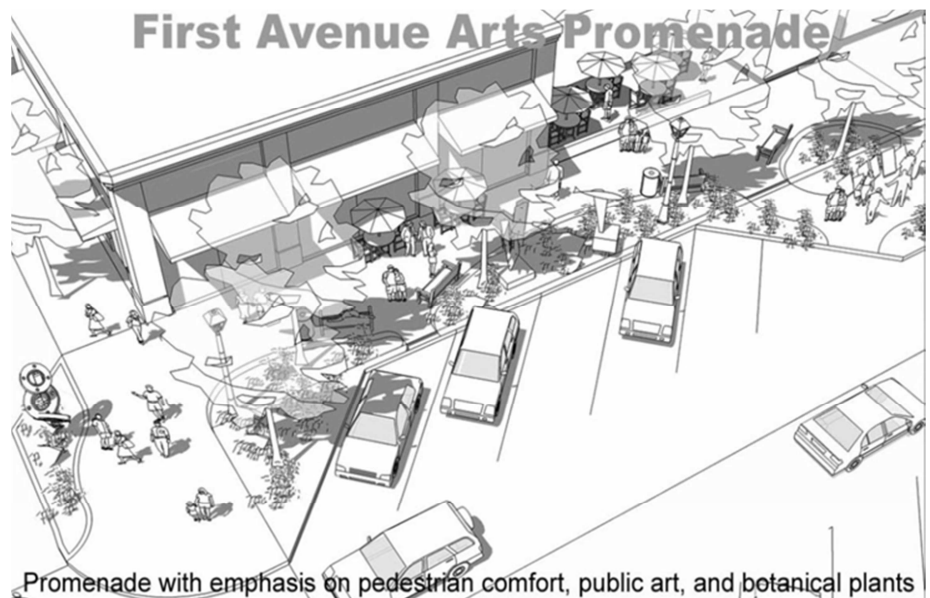 First Avenue Arts Promenade
Promenade with emphasis on pedestrian comfort, public art, and botanical plants